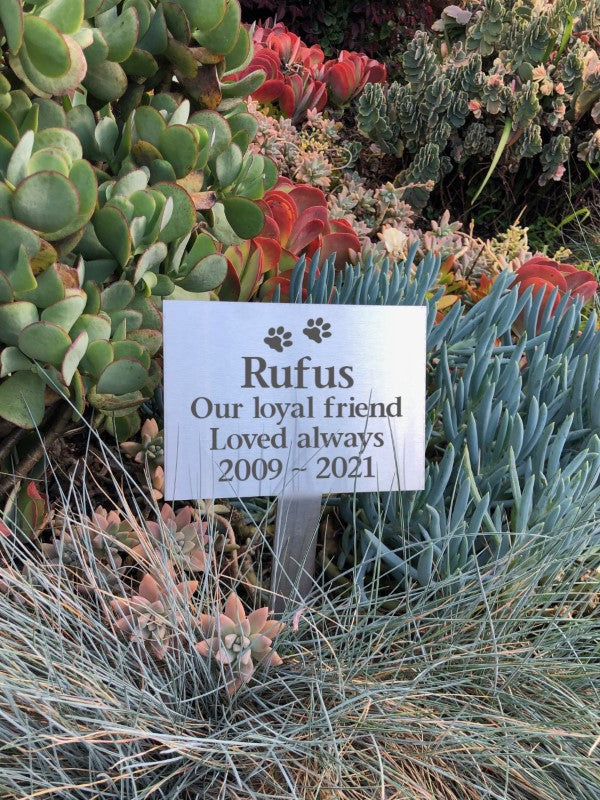 Rufus
Our loyal friend
Loved always
2009 ~ 2021